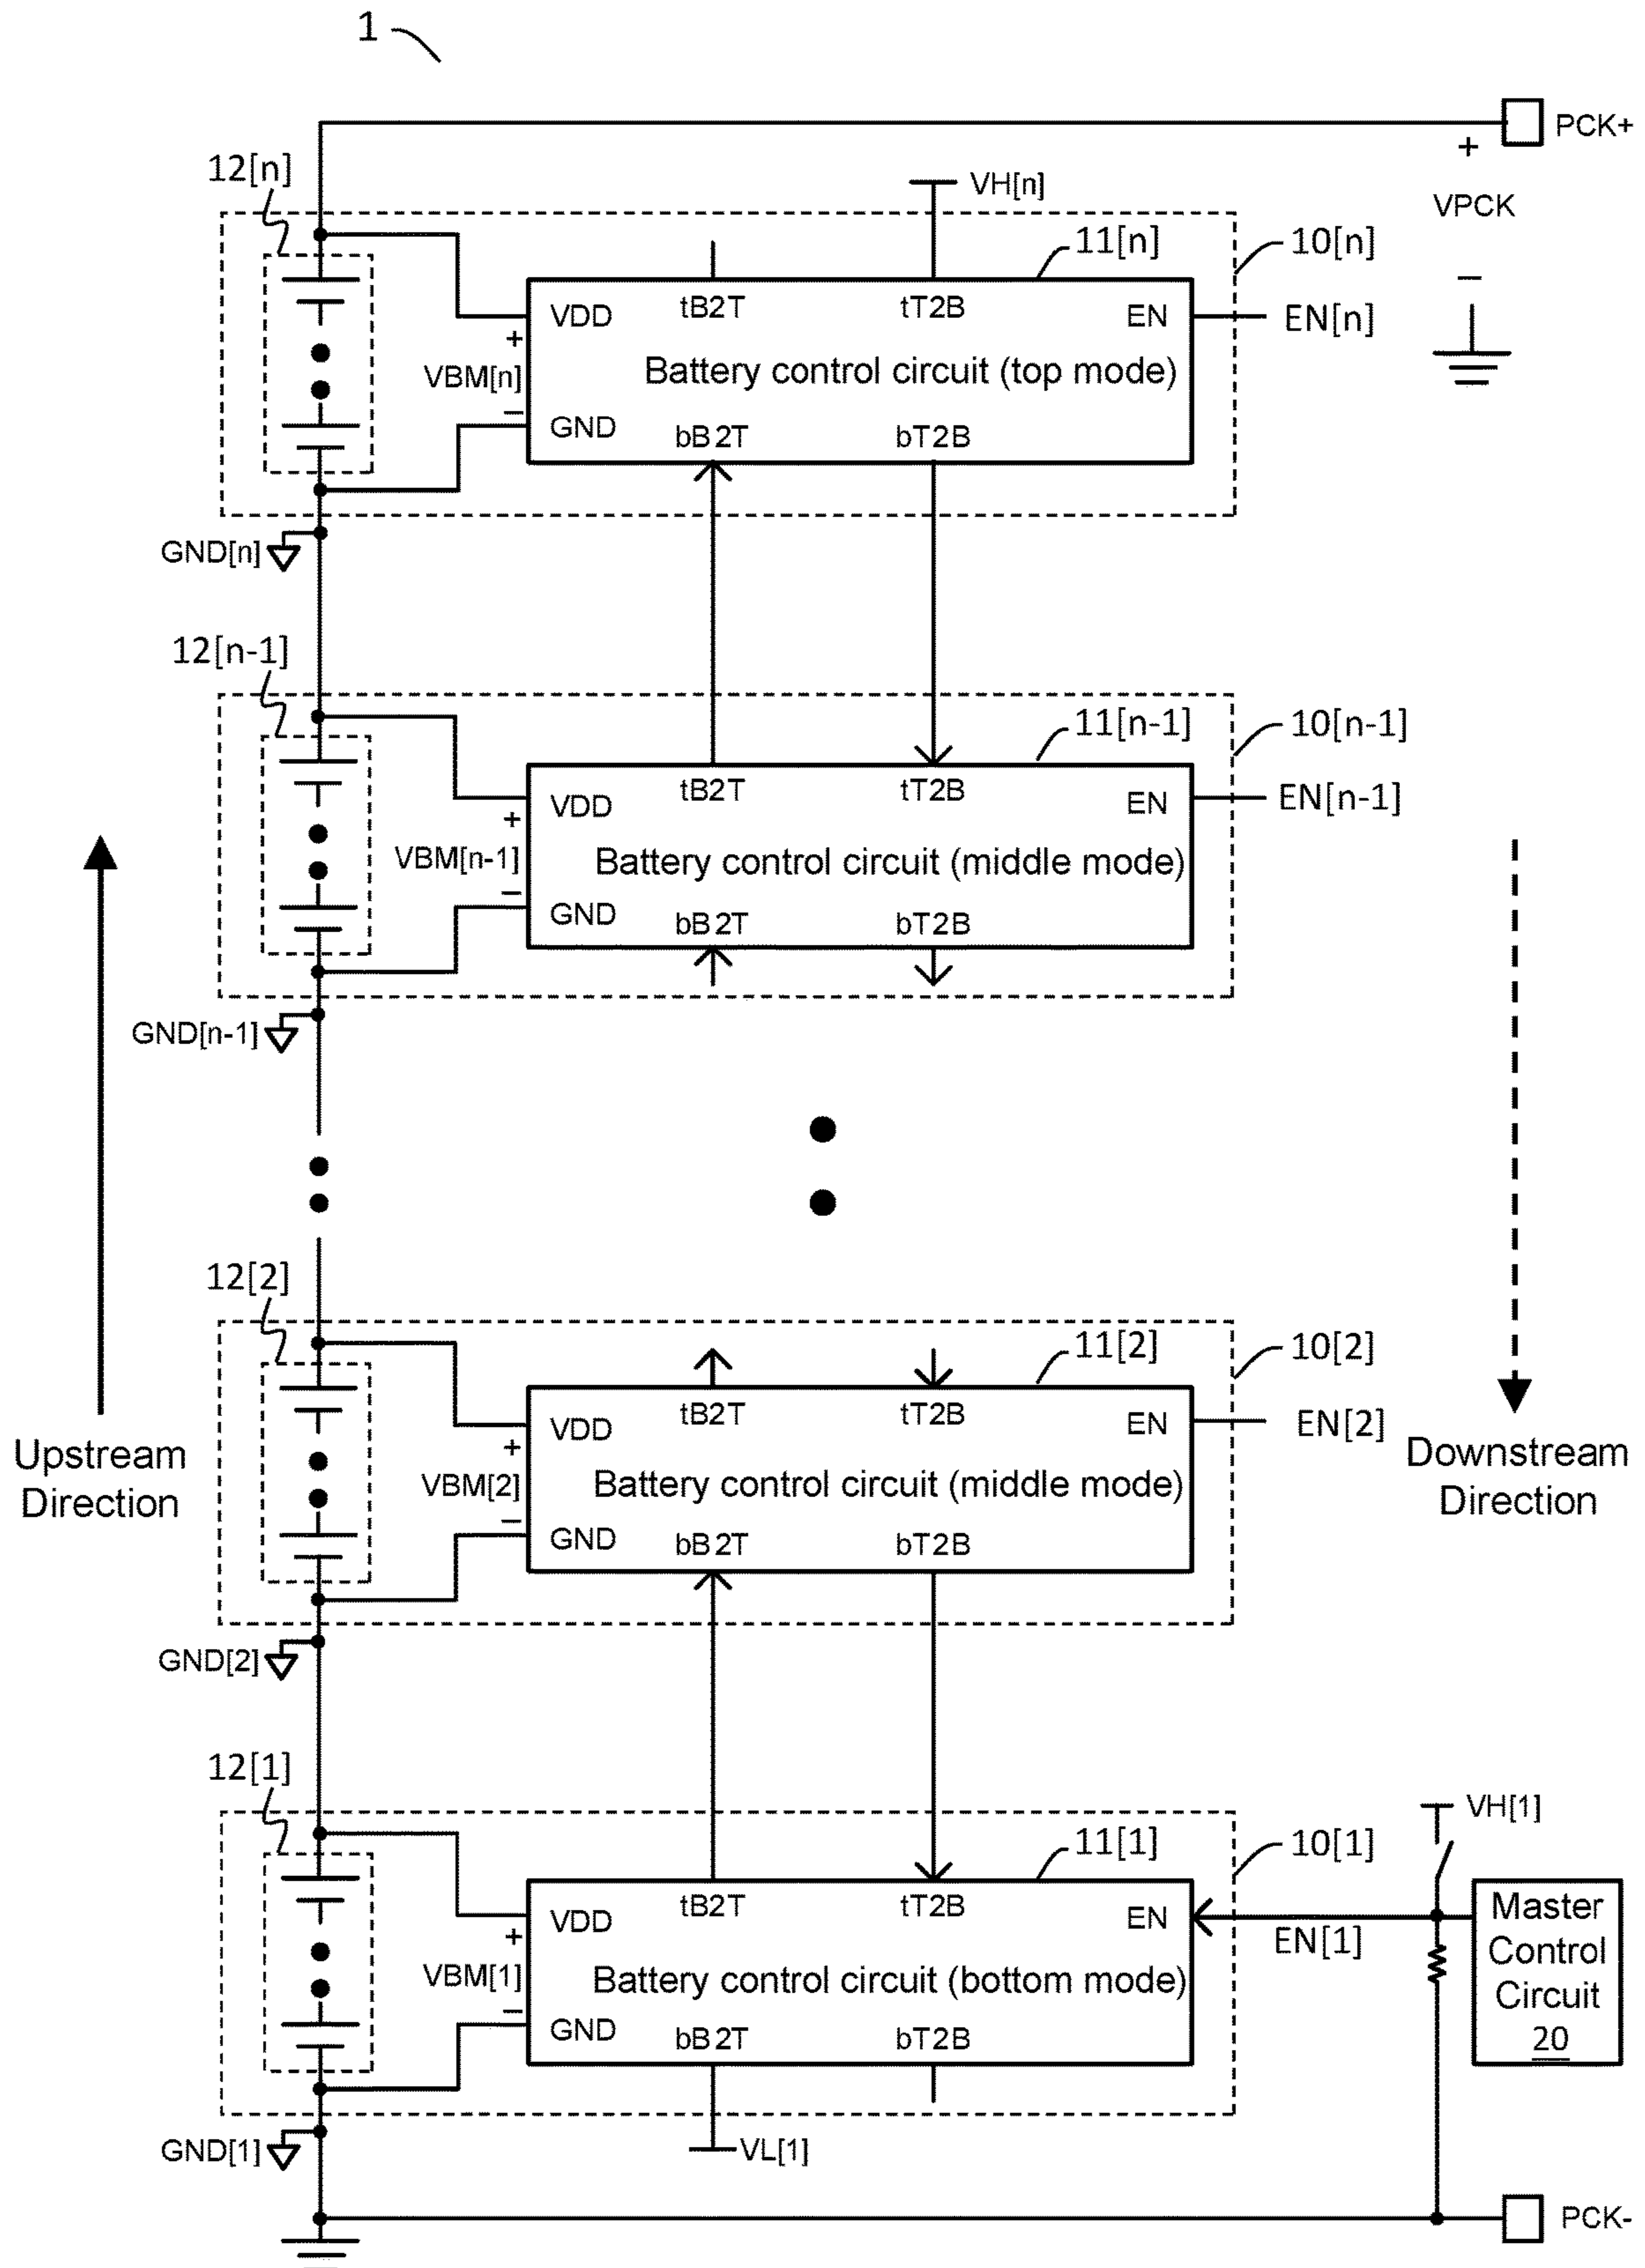 1
PCK+
+
VPCK
−
12[n]
VH[n]
11[n]
10[n]
VDD
tB2T
tT2B
EN
EN[n]
+
VBM[n]
−
Battery control circuit (top mode)
GND
bB2T
bT2B
GND[n]
12[n-1]
11[n-1]
10[n-1]
VDD
tB2T
tT2B
EN
EN[n-1]
+
VBM[n-1]
−
Battery control circuit (middle mode)
GND
bB2T
bT2B
GND[n-1]
Upstream
Direction
Downstream
Direction
12[2]
11[2]
10[2]
VDD
tB2T
tT2B
EN
EN[2]
+
VBM[2]
−
Battery control circuit (middle mode)
GND
bB2T
bT2B
GND[2]
12[1]
11[1]
10[1]
VH[1]
VDD
tB2T
tT2B
EN
EN[1]
+
VBM[1]
−
Battery control circuit (bottom mode)
GND
bB2T
bT2B
Master
Control
Circuit
20
GND[1]
VL[1]
PCK-